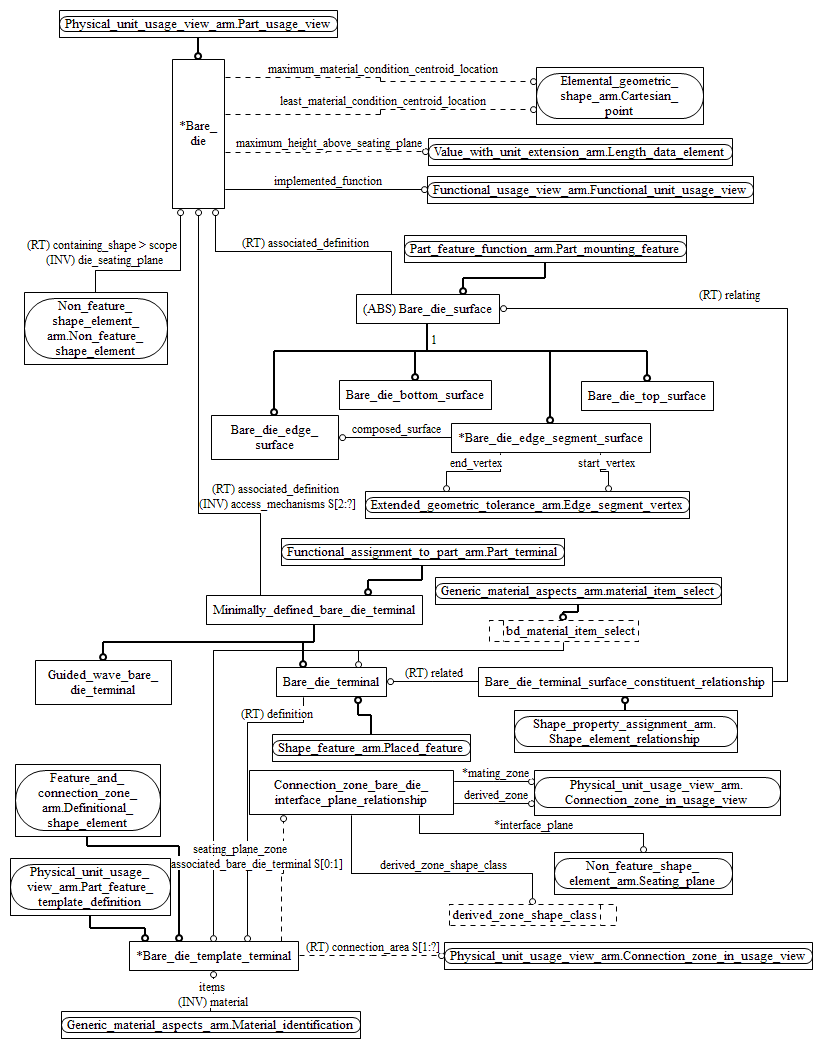 Physical_unit_usage_view_arm.Part_usage_view
maximum_material_condition_centroid_location
Elemental_geometric_
shape_arm.Cartesian_
point
least_material_condition_centroid_location
*Bare_
die
maximum_height_above_seating_plane
Value_with_unit_extension_arm.Length_data_element
implemented_function
Functional_usage_view_arm.Functional_unit_usage_view
(RT) containing_shape > scope
(INV) die_seating_plane
(RT) associated_definition
Part_feature_function_arm.Part_mounting_feature
Non_feature_
shape_element_
arm.Non_feature_
shape_element
(ABS) Bare_die_surface
(RT) relating
1
Bare_die_bottom_surface
Bare_die_top_surface
Bare_die_edge_
surface
composed_surface
*Bare_die_edge_segment_surface
end_vertex
start_vertex
(RT) associated_definition
(INV) access_mechanisms S[2:?]
Extended_geometric_tolerance_arm.Edge_segment_vertex
Functional_assignment_to_part_arm.Part_terminal
Generic_material_aspects_arm.material_item_select
Minimally_defined_bare_die_terminal
bd_material_item_select
Guided_wave_bare_
die_terminal
Bare_die_terminal
(RT) related
Bare_die_terminal_surface_constituent_relationship
(RT) definition
Shape_feature_arm.Placed_feature
Shape_property_assignment_arm.
Shape_element_relationship
Feature_and_
connection_zone_
arm.Definitional_
shape_element
Connection_zone_bare_die_
interface_plane_relationship
*mating_zone
derived_zone
Physical_unit_usage_view_arm.
Connection_zone_in_usage_view
*interface_plane
seating_plane_zone
associated_bare_die_terminal S[0:1]
derived_zone_shape_class
Non_feature_shape_
element_arm.Seating_plane
Physical_unit_usage_
view_arm.Part_feature_
template_definition
derived_zone_shape_class
*Bare_die_template_terminal
(RT) connection_area S[1:?]
Physical_unit_usage_view_arm.Connection_zone_in_usage_view
items
(INV) material
Generic_material_aspects_arm.Material_identification